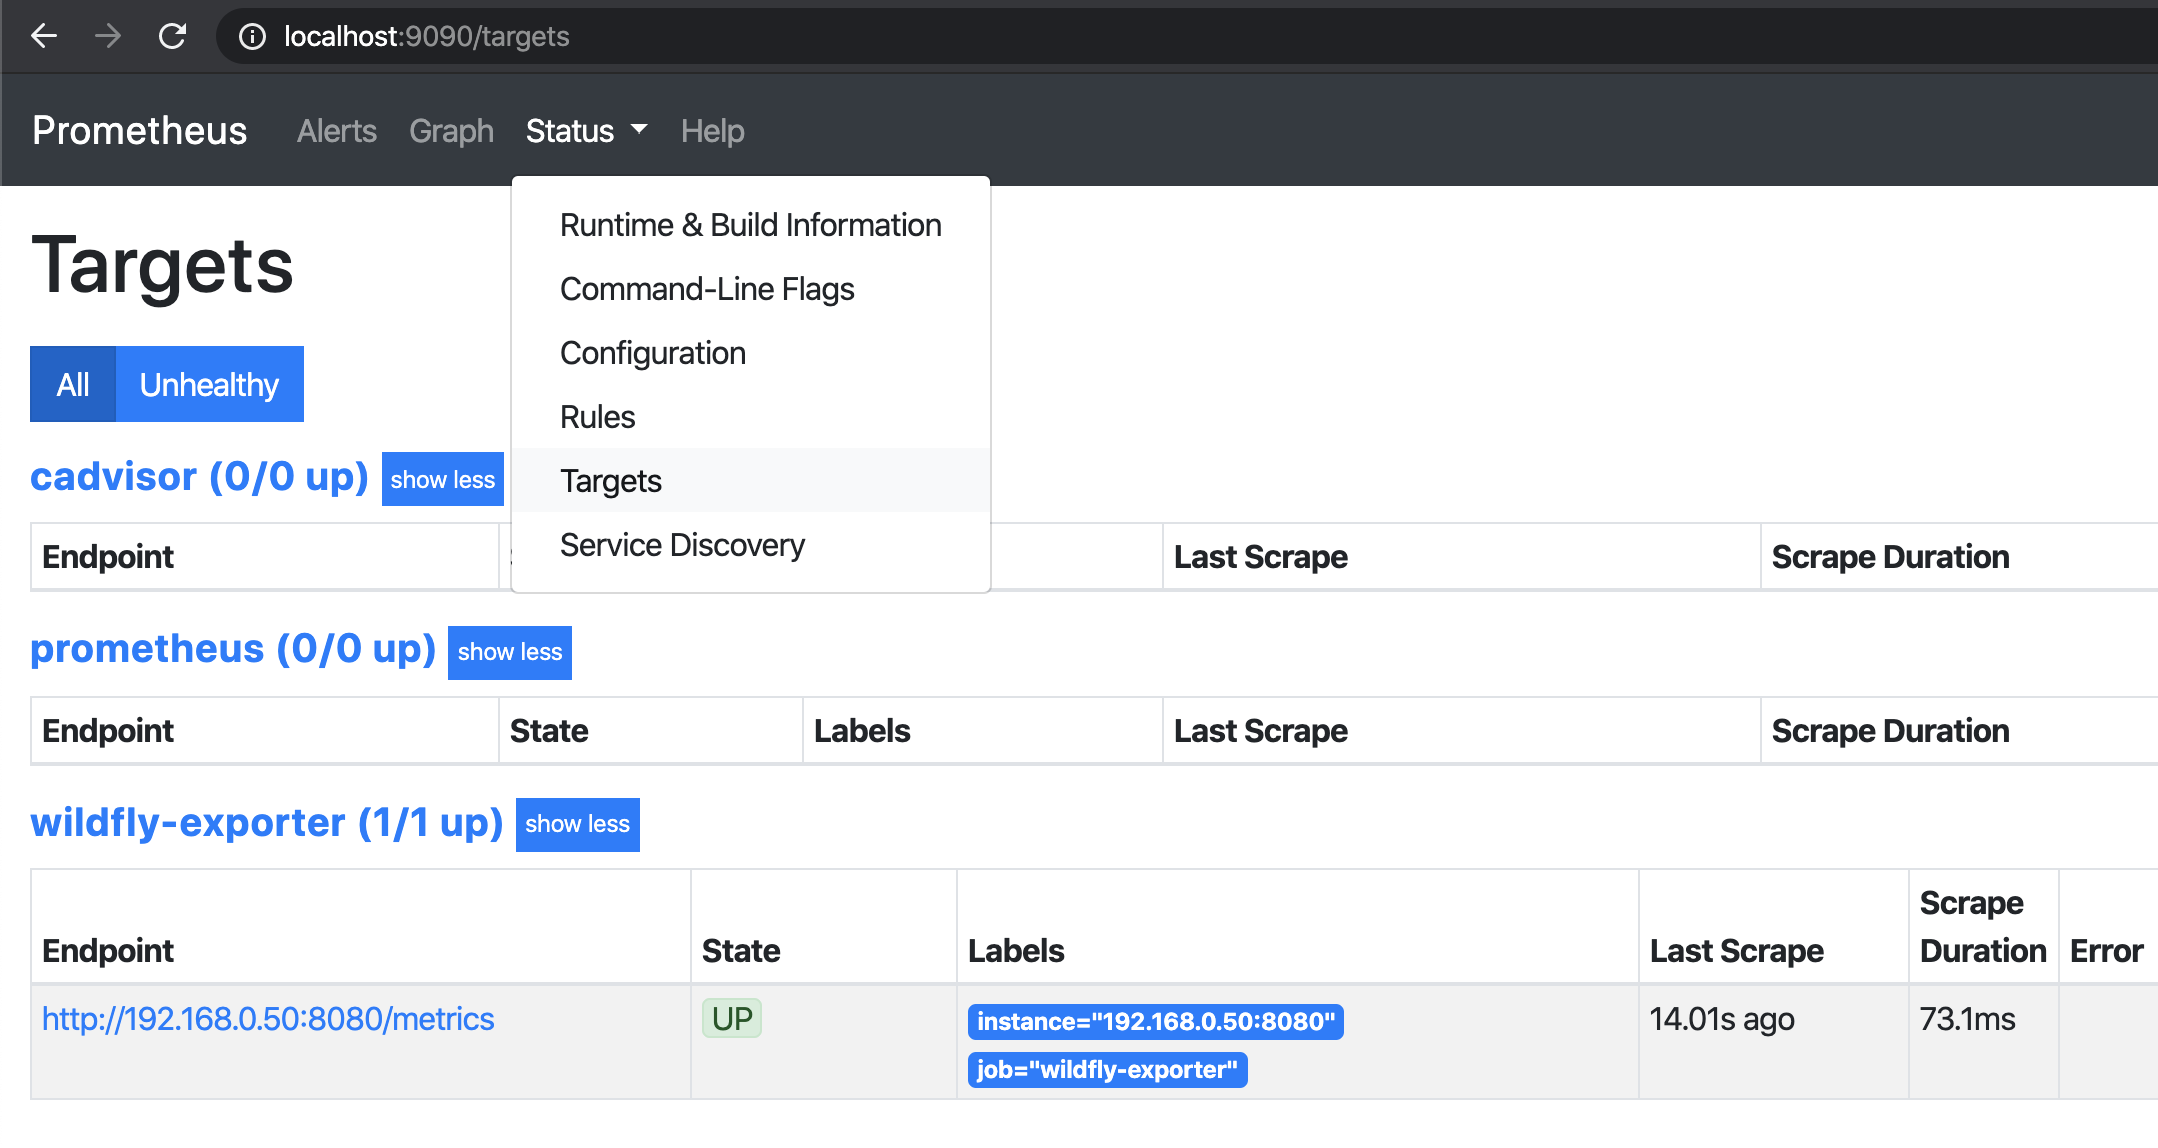 localhost:9090/targets
Prometheus Alerts Graph Status Help
Runtime & Build Information
Command-Line Flags
Configuration
Rules
Targets
Service Discovery
Targets
All Unhealthy
cadvisor (0/0 up) show less
Endpoint Last Scrape Scrape Duration
prometheus (0/0 up) show less
Endpoint State Labels Last Scrape Scrape Duration
wildfly-exporter (1/1 up) show less
Endpoint State Labels Last Scrape Scrape Duration Error
http://192.168.0.50:8080/metrics UP instance="192.168.0.50:8080" 14.01s ago 73.1ms
job="wildfly-exporter"